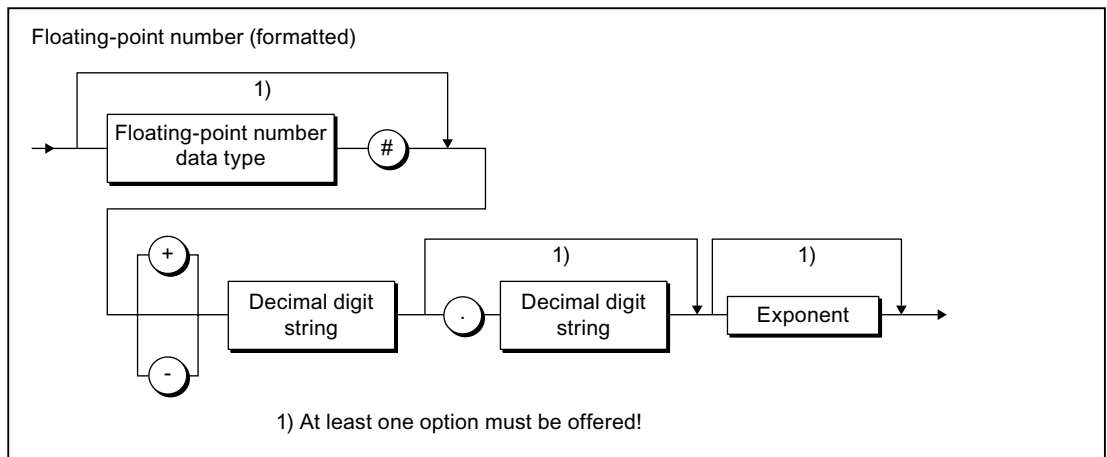 Floating-point number (formatted)
1)
Floating-point number
data type
#
+
-
Decimal digit
string
1)
.
Decimal digit
string
1)
Exponent
1) At least one option must be offered!